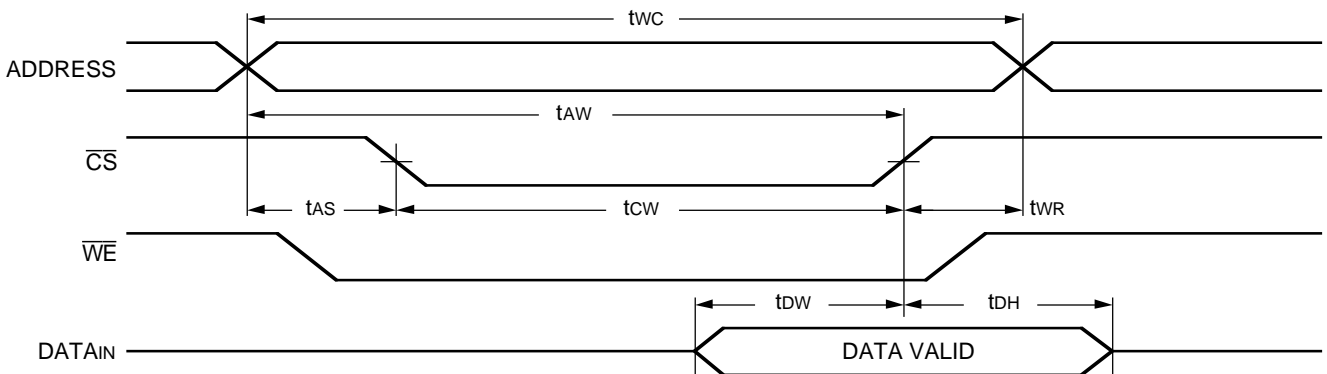 tWC
ADDRESS
tAW
CS
tAS tCW tWR
WE
tDW tDH
DATAIN DATA VALID